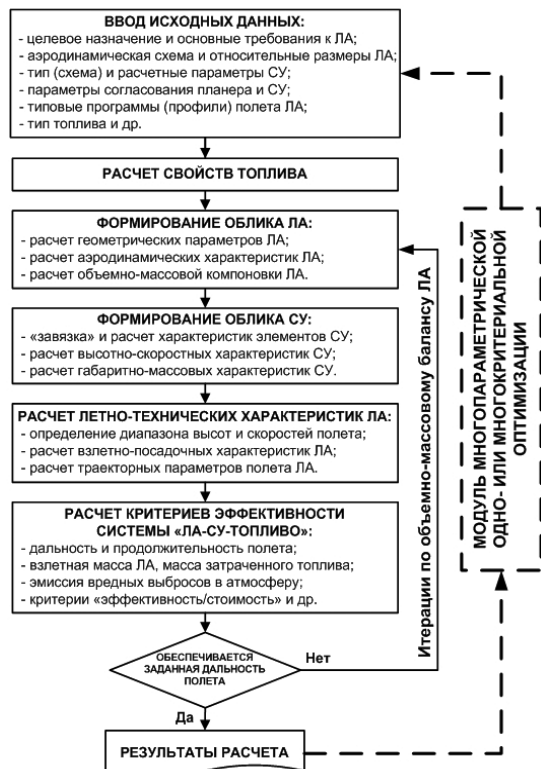 ВВОД ИСХОДНЫХ ДАННЫХ:
- целевое назначение и основные требования к ЛА;
- аэродинамическая схема и относительные размеры ЛА;
- тип (схема) и расчетные параметры СУ;
- параметры согласования планера и СУ;
- типовые программы (профили) полета ЛА;
- тип топлива и др.
РАСЧЕТ СВОЙСТВ ТОПЛИВА
ФОРМИРОВАНИЕ ОБЛИКА ЛА:
- расчет геометрических параметров ЛА;
- расчет аэродинамических характеристик ЛА;
- расчет объемно-массовой компоновки ЛА.
ФОРМИРОВАНИЕ ОБЛИКА СУ:
- «завязка» и расчет характеристик элементов СУ;
- расчет высотно-скоростных характеристик СУ;
- расчет габаритно-массовых характеристик СУ.
РАСЧЕТ ЛЕТНО-ТЕХНИЧЕСКИХ ХАРАКТЕРИСТИК ЛА:
- определение диапазона высот и скоростей полета;
- расчет взлетно-посадочных характеристик ЛА;
- расчет траекторных параметров полета ЛА.
РАСЧЕТ КРИТЕРИЕВ ЭФФЕКТИВНОСТИ
СИСТЕМЫ «ЛА-СУ-ТОПЛИВО»:
- дальность и продолжительность полета;
- взлетная масса ЛА, масса затраченного топлива;
- эмиссия вредных выбросов в атмосферу;
- критерии «эффективность/стоимость» и др.
ОБЕСПЕЧИВАЕТСЯ
ЗАДАННАЯ ДАЛЬНОСТЬ
ПОЛЕТА
Нет
Да
РЕЗУЛЬТАТЫ РАСЧЕТА
Итерации по объемно-массовому балансу ЛА
МОДУЛЬ МНОГОПАРАМЕТРИЧЕСКОЙ
ОДНО- ИЛИ МНОГКРИТЕРИАЛЬНОЙ
ОПТИМИЗАЦИИ